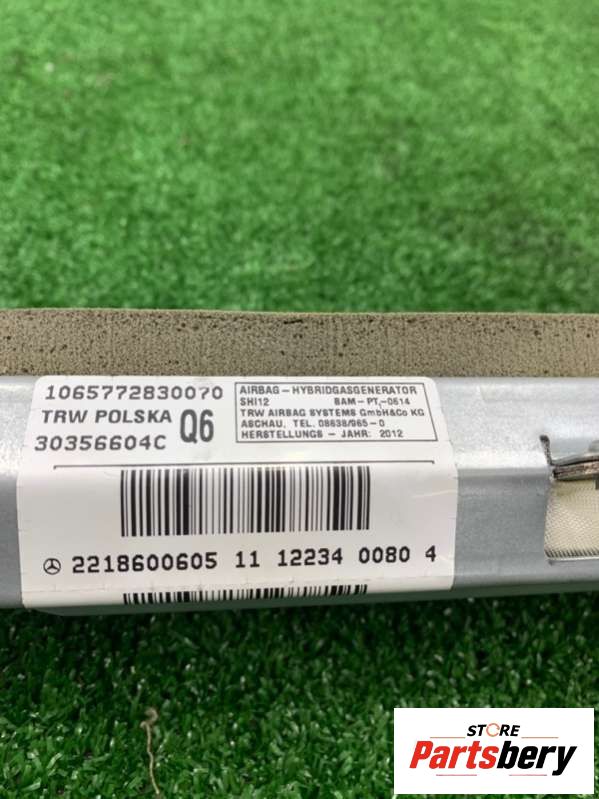 1065772830070
TRW POLSKA Q6
30356604C
AIRBAG-HYBRIDGASGENERATOR
SHI12 BAM-PT1-0514
TRW AIRBAG SYSTEMS GmbH&Co KG
ASCHAU, TEL. 08638/965-0
HERSTELLUNGS - JAHR: 2012
2218600605 11 12234 0080 4
STORE
Partsbery